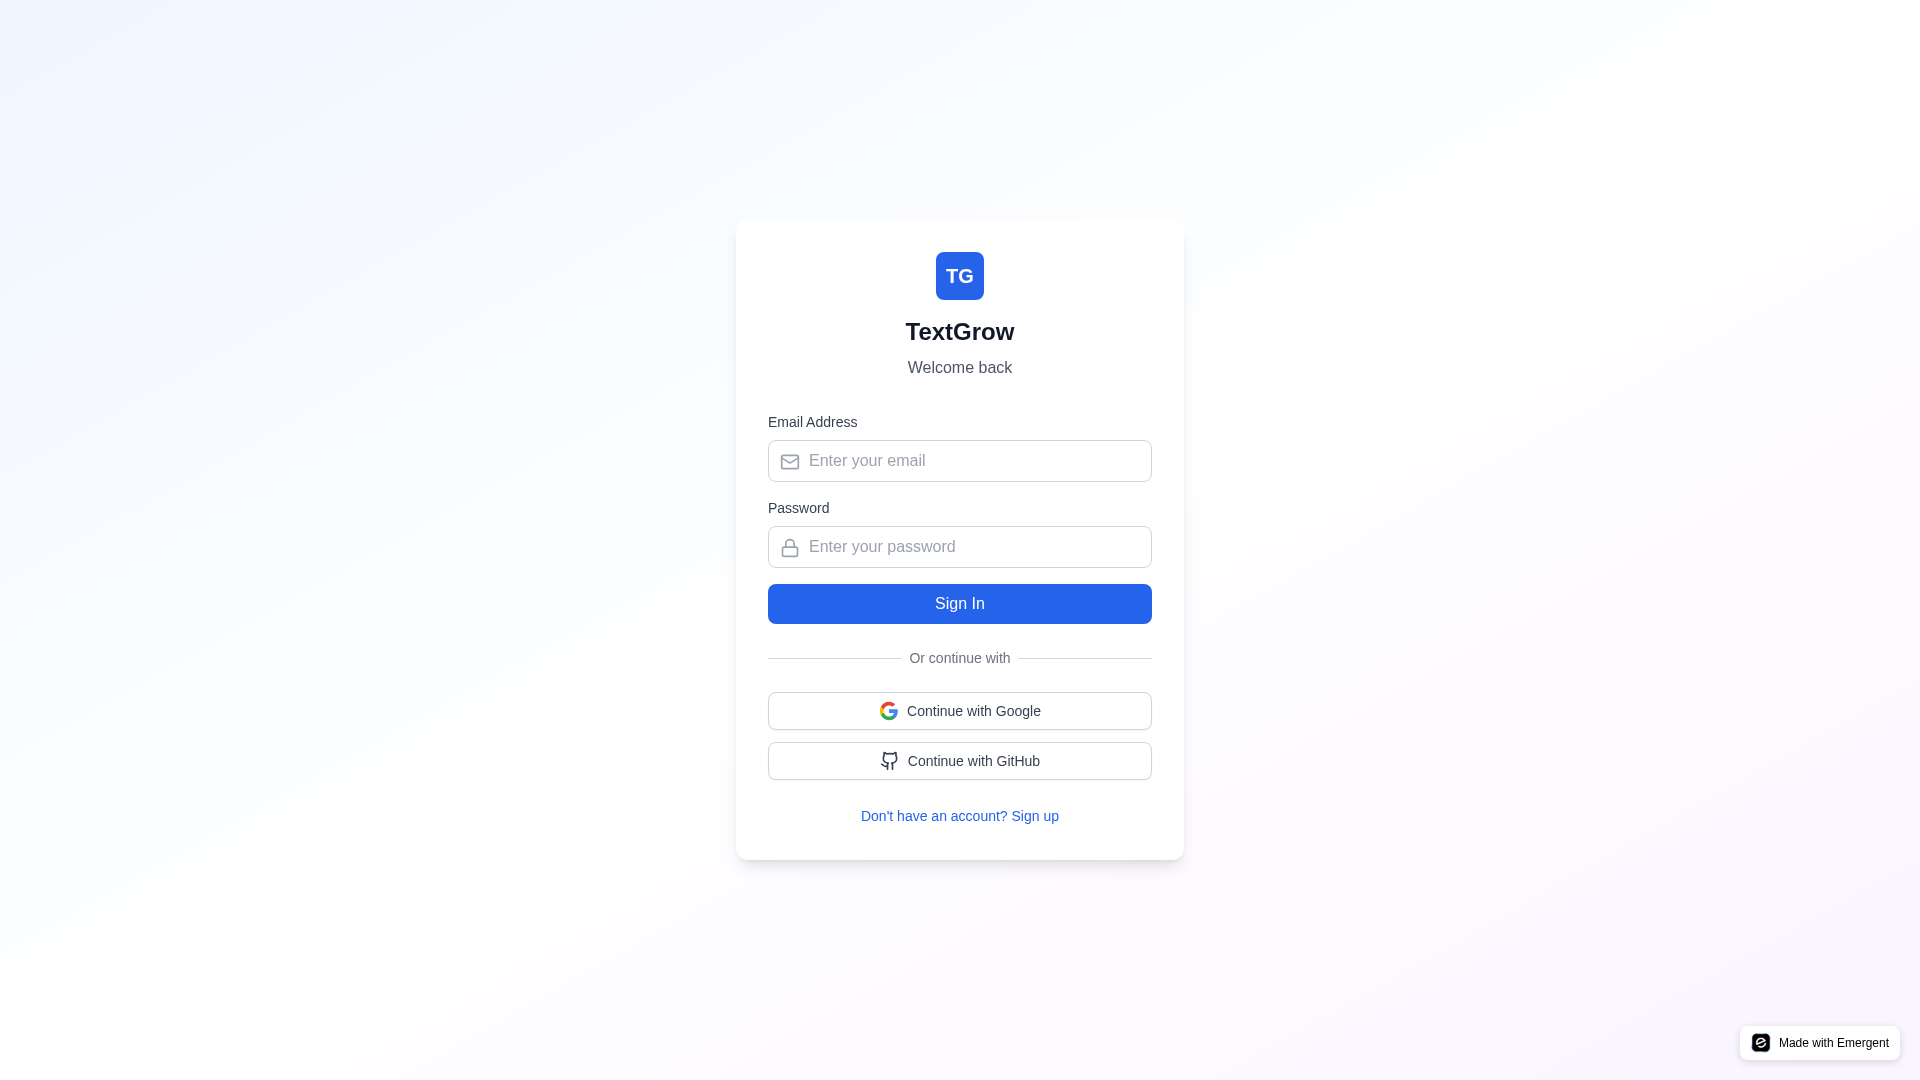 TG
TextGrow
Welcome back
Email Address
Enter your email
Password
Enter your password
Sign In
Or continue with
Continue with Google
Continue with GitHub
Don't have an account? Sign up
Made with Emergent